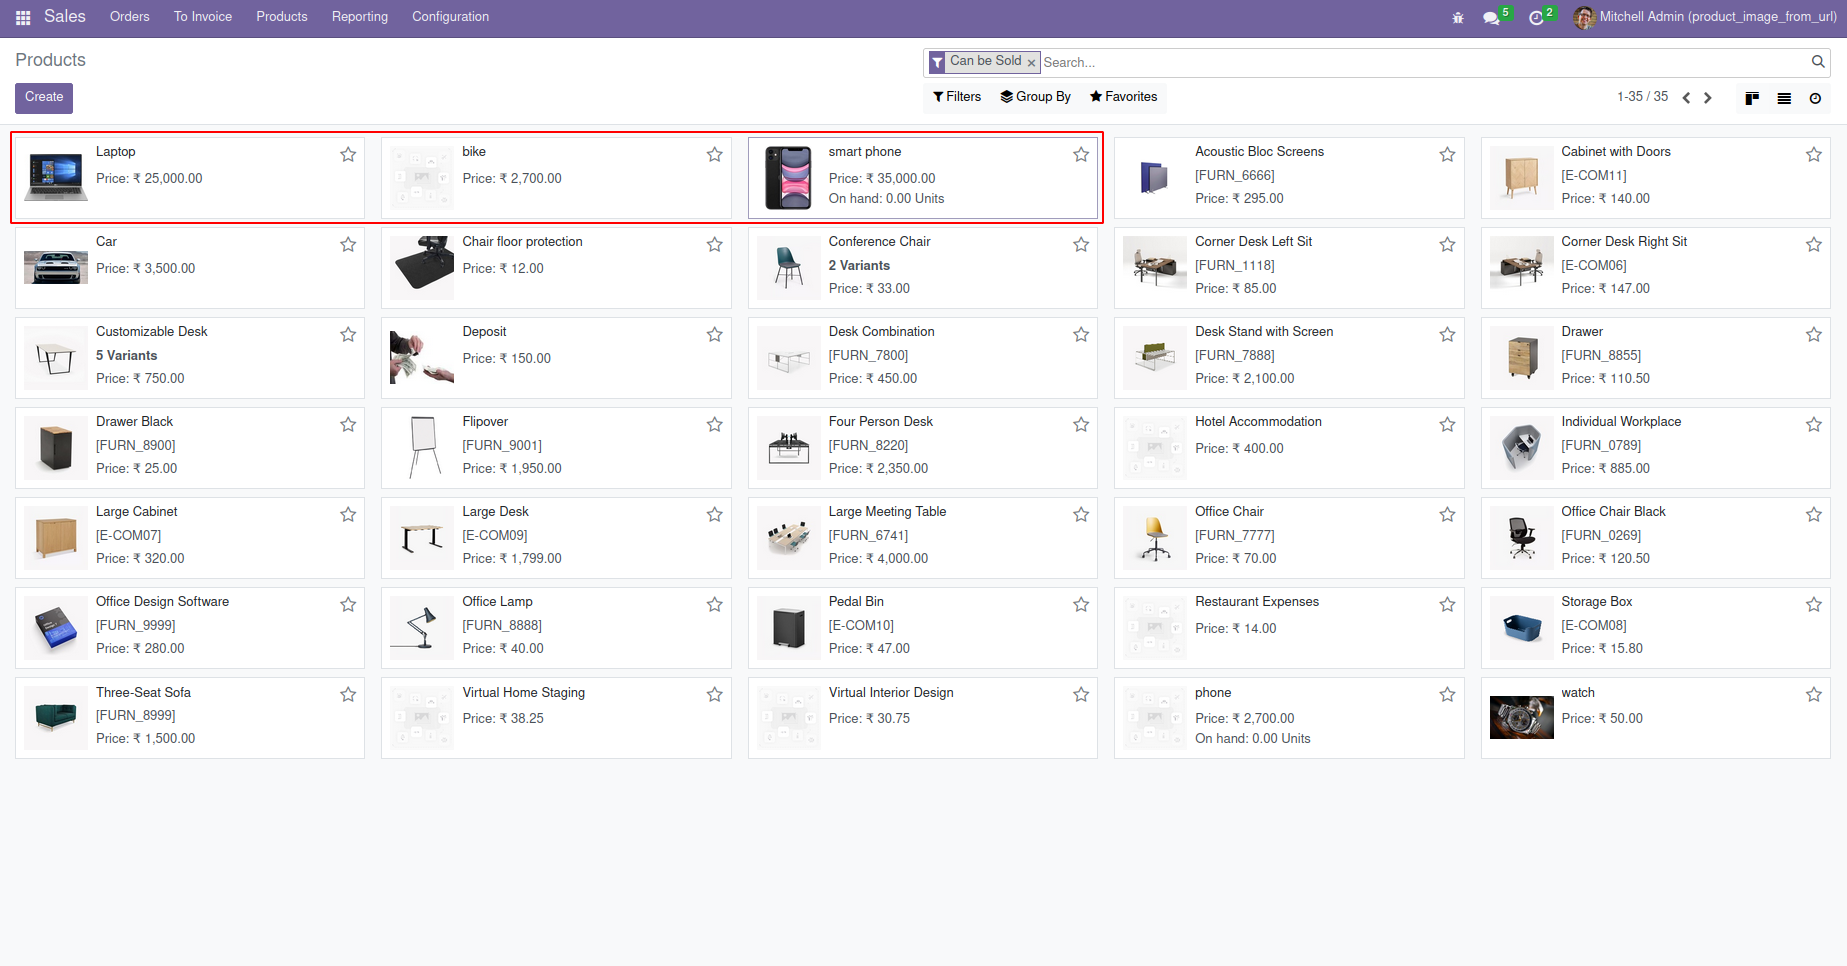 Sales Orders To Invoice Products Reporting Configuration 5 2 Mitchell Admin (product_image_from_url)
Products
Can be Sold × Search...
Create
Filters Group By Favorites 1-35 / 35
Laptop
Price: ₹ 25,000.00
bike
Price: ₹ 2,700.00
smart phone
Price: ₹ 35,000.00
On hand: 0.00 Units
Acoustic Bloc Screens
[FURN_6666]
Price: ₹ 295.00
Cabinet with Doors
[E-COM11]
Price: ₹ 140.00
Car
Price: ₹ 3,500.00
Chair floor protection
Price: ₹ 12.00
Conference Chair
2 Variants
Price: ₹ 33.00
Corner Desk Left Sit
[FURN_1118]
Price: ₹ 85.00
Corner Desk Right Sit
[E-COM06]
Price: ₹ 147.00
Customizable Desk
5 Variants
Price: ₹ 750.00
Deposit
Price: ₹ 150.00
Desk Combination
[FURN_7800]
Price: ₹ 450.00
Desk Stand with Screen
[FURN_7888]
Price: ₹ 2,100.00
Drawer
[FURN_8855]
Price: ₹ 110.50
Drawer Black
[FURN_8900]
Price: ₹ 25.00
Flipover
[FURN_9001]
Price: ₹ 1,950.00
Four Person Desk
[FURN_8220]
Price: ₹ 2,350.00
Hotel Accommodation
Price: ₹ 400.00
Individual Workplace
[FURN_0789]
Price: ₹ 885.00
Large Cabinet
[E-COM07]
Price: ₹ 320.00
Large Desk
[E-COM09]
Price: ₹ 1,799.00
Large Meeting Table
[FURN_6741]
Price: ₹ 4,000.00
Office Chair
[FURN_7777]
Price: ₹ 70.00
Office Chair Black
[FURN_0269]
Price: ₹ 120.50
Office Design Software
[FURN_9999]
Price: ₹ 280.00
Office Lamp
[FURN_8888]
Price: ₹ 40.00
Pedal Bin
[E-COM10]
Price: ₹ 47.00
Restaurant Expenses
Price: ₹ 14.00
Storage Box
[E-COM08]
Price: ₹ 15.80
Three-Seat Sofa
[FURN_8999]
Price: ₹ 1,500.00
Virtual Home Staging
Price: ₹ 38.25
Virtual Interior Design
Price: ₹ 30.75
phone
Price: ₹ 2,700.00
On hand: 0.00 Units
watch
Price: ₹ 50.00